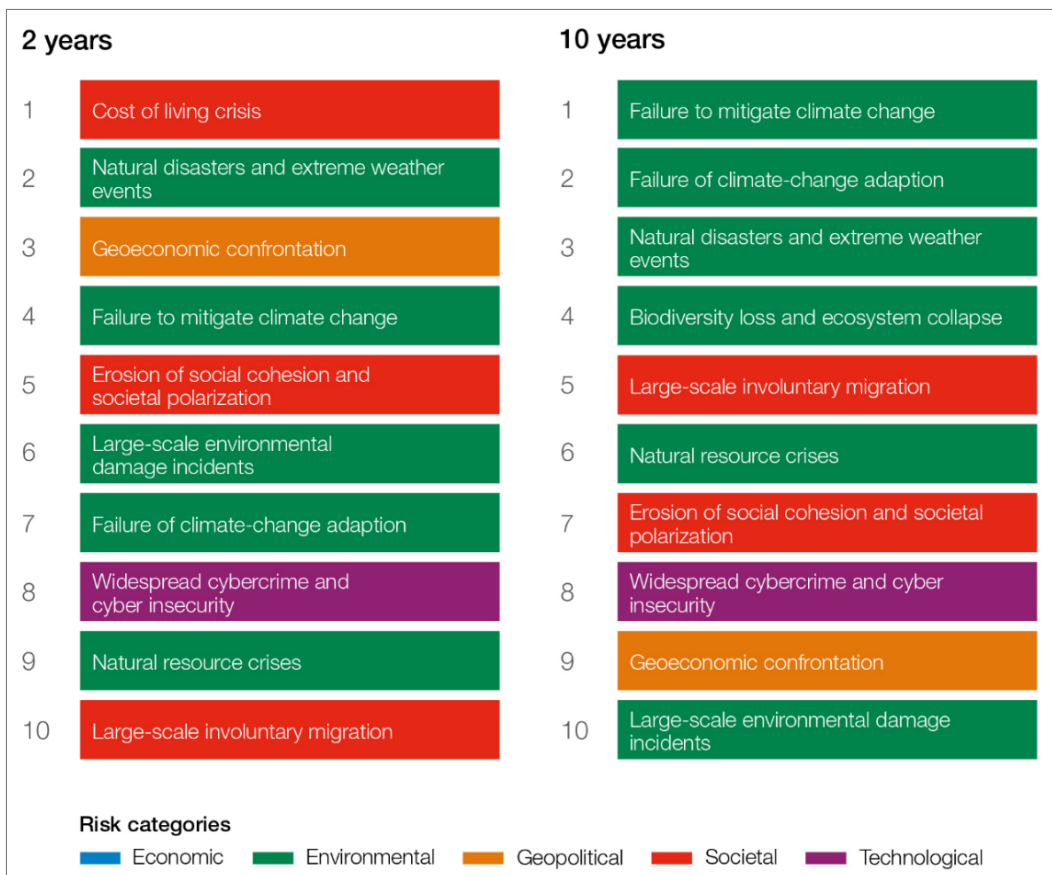 2 years
1
Cost of living crisis
2
Natural disasters and extreme weather
events
3
Geoeconomic confrontation
4
Failure to mitigate climate change
5
Erosion of social cohesion and
societal polarization
6
Large-scale environmental
damage incidents
7
Failure of climate-change adaption
8
Widespread cybercrime and
cyber insecurity
9
Natural resource crises
10
Large-scale involuntary migration
10 years
1
Failure to mitigate climate change
2
Failure of climate-change adaption
3
Natural disasters and extreme weather
events
4
Biodiversity loss and ecosystem collapse
5
Large-scale involuntary migration
6
Natural resource crises
7
Erosion of social cohesion and societal
polarization
8
Widespread cybercrime and cyber
insecurity
9
Geoeconomic confrontation
10
Large-scale environmental damage
incidents
Risk categories
Economic Environmental Geopolitical Societal Technological